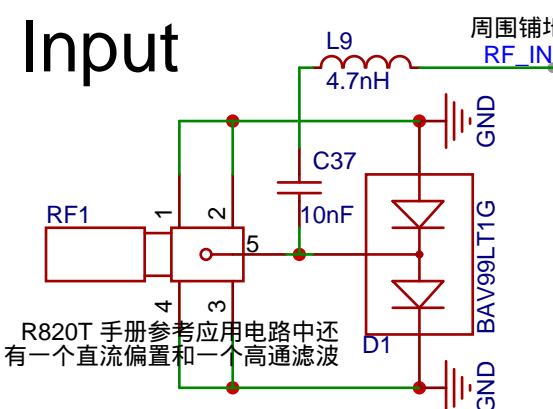 Input
周围铺地
RF_IN
L9
4.7nH
GND
C37
10nF
RF1
1
2
5
4
3
BAV99LT1G
D1
R820T 手册参考应用电路中还
有一个直流偏置和一个高通滤波
GND